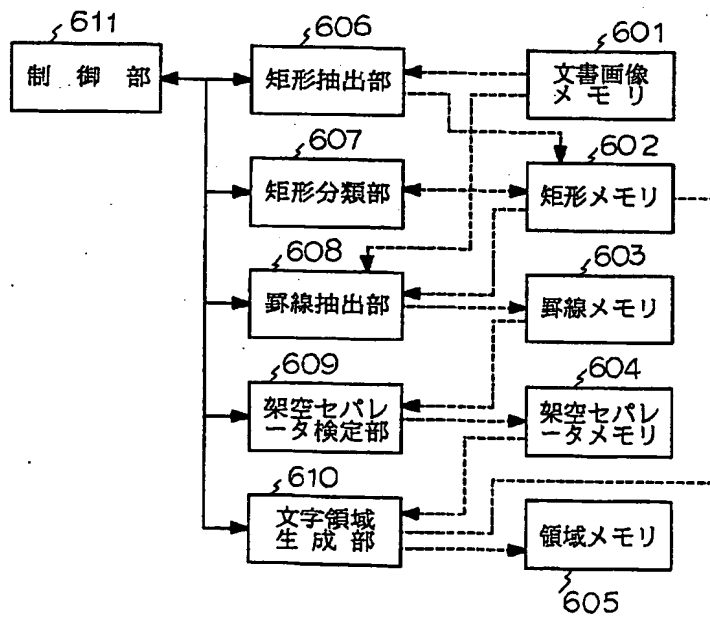 611
制御部
606
矩形抽出部
601
文書画像
メモリ
607
矩形分類部
602
矩形メモリ
608
罫線抽出部
603
罫線メモリ
609
架空セパレ
ータ検定部
604
架空セパレ
ータメモリ
610
文字領域
生成部
領域メモリ
605